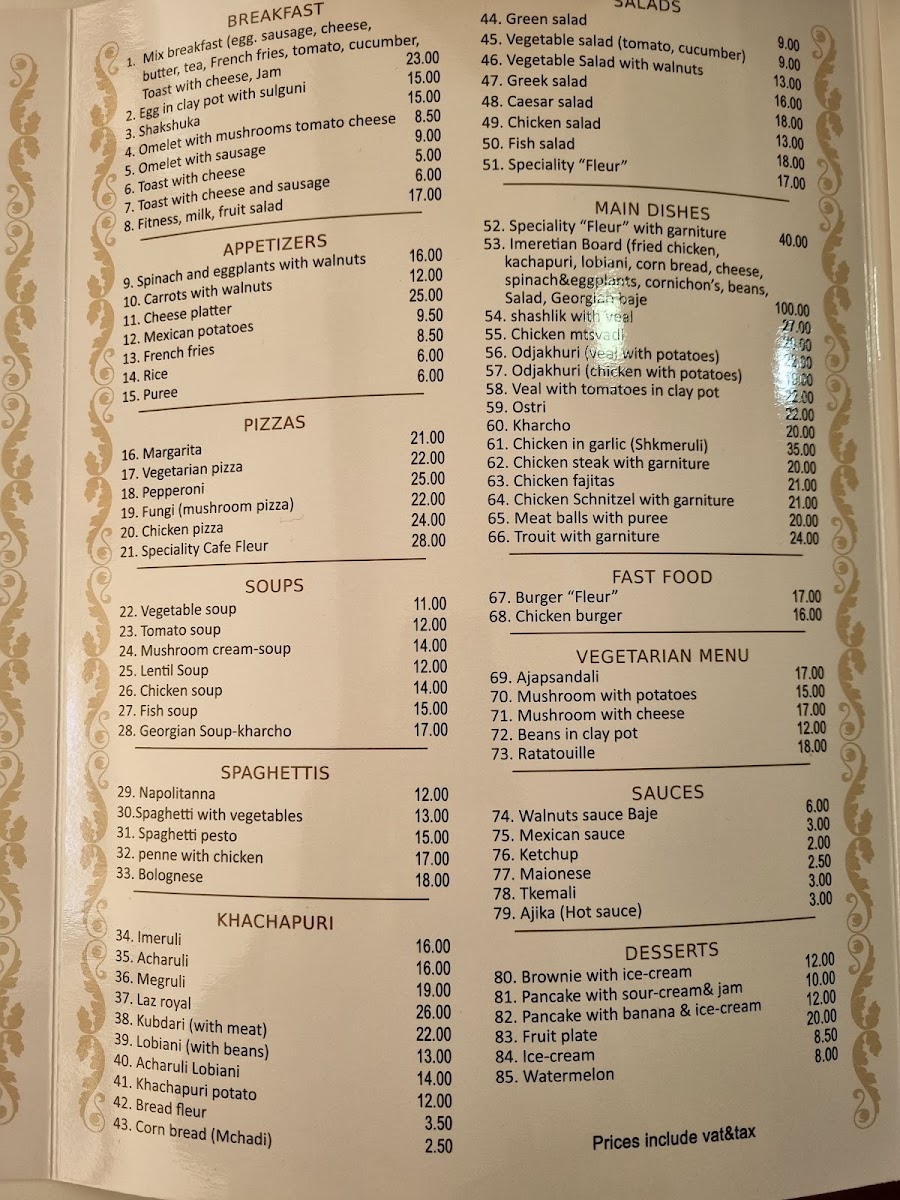 BREAKFAST
1. Mix breakfast (egg. sausage, cheese,
butter, tea, French fries, tomato, cucumber,
Toast with cheese, Jam 23.00
2. Egg in clay pot with sulguni 15.00
3. Shakshuka 15.00
4. Omelet with mushrooms tomato cheese 8.50
5. Omelet with sausage 9.00
6. Toast with cheese 5.00
7. Toast with cheese and sausage 6.00
8. Fitness, milk, fruit salad 17.00
APPETIZERS
9. Spinach and eggplants with walnuts 16.00
10. Carrots with walnuts 12.00
11. Cheese platter 25.00
12. Mexican potatoes 9.50
13. French fries 8.50
14. Rice 6.00
15. Puree 6.00
PIZZAS
16. Margarita 21.00
17. Vegetarian pizza 22.00
18. Pepperoni 25.00
19. Fungi (mushroom pizza) 22.00
20. Chicken pizza 24.00
21. Speciality Cafe Fleur 28.00
SOUPS
22. Vegetable soup 11.00
23. Tomato soup 12.00
24. Mushroom cream-soup 14.00
25. Lentil Soup 12.00
26. Chicken soup 14.00
27. Fish soup 15.00
28. Georgian Soup-kharcho 17.00
SPAGHETTIS
29. Napolitanna 12.00
30.Spaghetti with vegetables 13.00
31. Spaghetti pesto 15.00
32. penne with chicken 17.00
33. Bolognese 18.00
KHACHAPURI
34. Imeruli 16.00
35. Acharuli 16.00
36. Megruli 19.00
37. Laz royal 26.00
38. Kubdari (with meat) 22.00
39. Lobiani (with beans) 13.00
40. Acharuli Lobiani 14.00
41. Khachapuri potato 12.00
42. Bread fleur 3.50
43. Corn bread (Mchadi) 2.50
SALADS
44. Green salad 9.00
45. Vegetable salad (tomato, cucumber) 9.00
46. Vegetable Salad with walnuts 13.00
47. Greek salad 16.00
48. Caesar salad 18.00
49. Chicken salad 13.00
50. Fish salad 18.00
51. Speciality “Fleur” 17.00
MAIN DISHES
52. Speciality “Fleur” with garniture 40.00
53. Imeretian Board (fried chicken,
kachapuri, lobiani, corn bread, cheese,
spinach&eggplants, cornichon’s, beans,
Salad, Georgian baje 100.00
54. shashlik with veal 27.00
55. Chicken mtsvadi
56. Odjakhuri (veal with potatoes)
57. Odjakhuri (chicken with potatoes)
58. Veal with tomatoes in clay pot 22.00
59. Ostri 22.00
60. Kharcho 20.00
61. Chicken in garlic (Shkmeruli) 35.00
62. Chicken steak with garniture 20.00
63. Chicken fajitas 21.00
64. Chicken Schnitzel with garniture 21.00
65. Meat balls with puree 20.00
66. Trouit with garniture 24.00
FAST FOOD
67. Burger “Fleur” 17.00
68. Chicken burger 16.00
VEGETARIAN MENU
69. Ajapsandali 17.00
70. Mushroom with potatoes 15.00
71. Mushroom with cheese 17.00
72. Beans in clay pot 12.00
73. Ratatouille 18.00
SAUCES
74. Walnuts sauce Baje 6.00
75. Mexican sauce 3.00
76. Ketchup 2.00
77. Maionese 2.50
78. Tkemali 3.00
79. Ajika (Hot sauce) 3.00
DESSERTS
80. Brownie with ice-cream 12.00
81. Pancake with sour-cream& jam 10.00
82. Pancake with banana & ice-cream 12.00
83. Fruit plate 20.00
84. Ice-cream 8.50
85. Watermelon 8.00
Prices include vat&tax